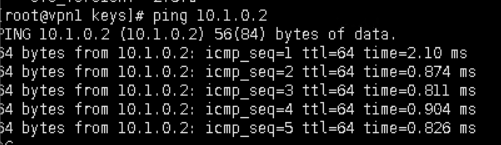 [root@vpn1 keys]# ping 10.1.0.2
PING 10.1.0.2 (10.1.0.2) 56(84) bytes of data.
64 bytes from 10.1.0.2: icmp_seq=1 ttl=64 time=2.10 ms
64 bytes from 10.1.0.2: icmp_seq=2 ttl=64 time=0.874 ms
64 bytes from 10.1.0.2: icmp_seq=3 ttl=64 time=0.811 ms
64 bytes from 10.1.0.2: icmp_seq=4 ttl=64 time=0.904 ms
64 bytes from 10.1.0.2: icmp_seq=5 ttl=64 time=0.826 ms